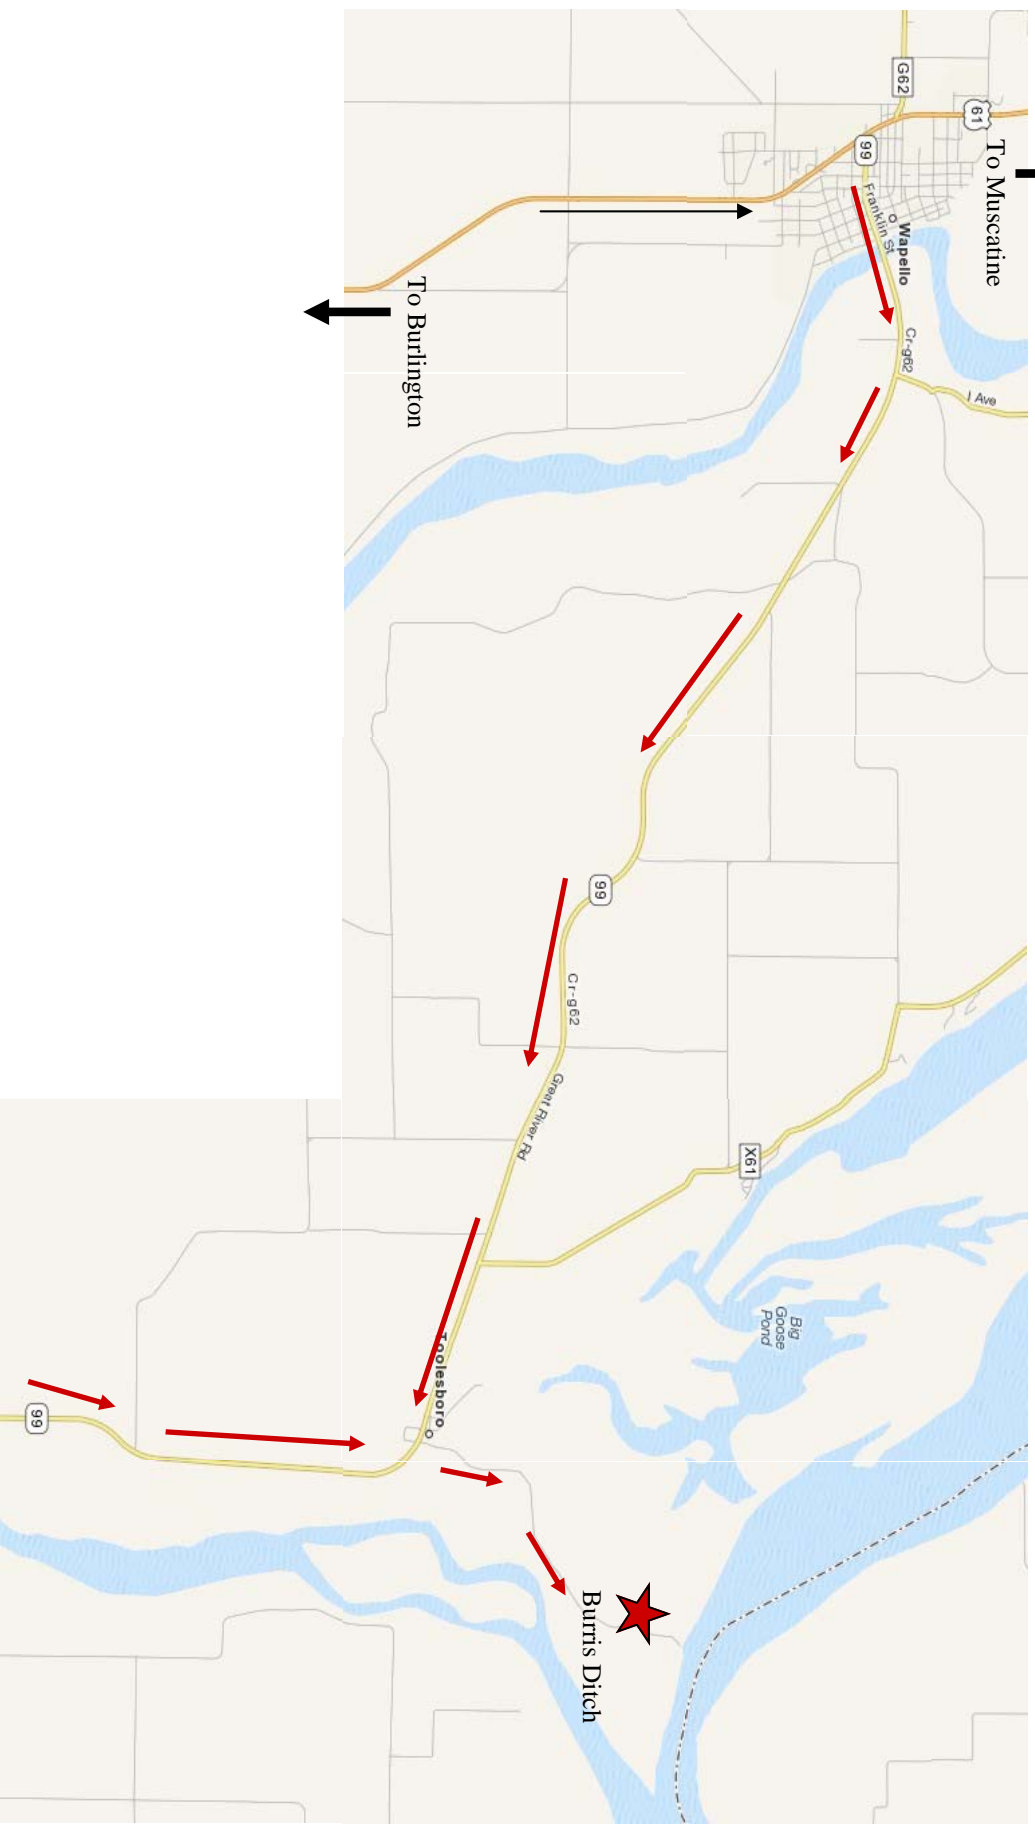 G62
61
To Muscatine
99
Franklin St
Wapello
To Burlington
Cr-g62
I Ave
99
Cr-g62
Great River Rd
X61
Big
Goose
Pond
Toolesboro
99
Burris Ditch